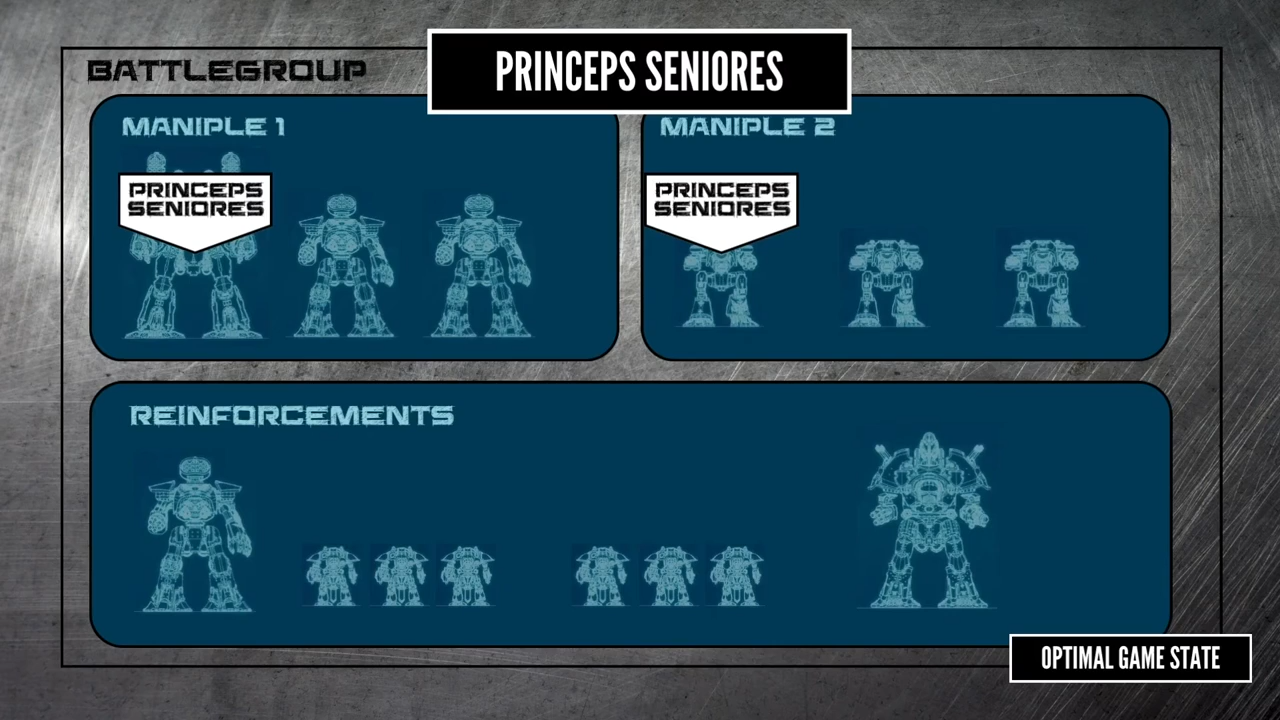 PRINCEPS SENIORES
BATTLEGROUP
MANIPLE 1
PRINCEPS
SENIORES
MANIPLE 2
PRINCEPS
SENIORES
REINFORCEMENTS
OPTIMAL GAME STATE